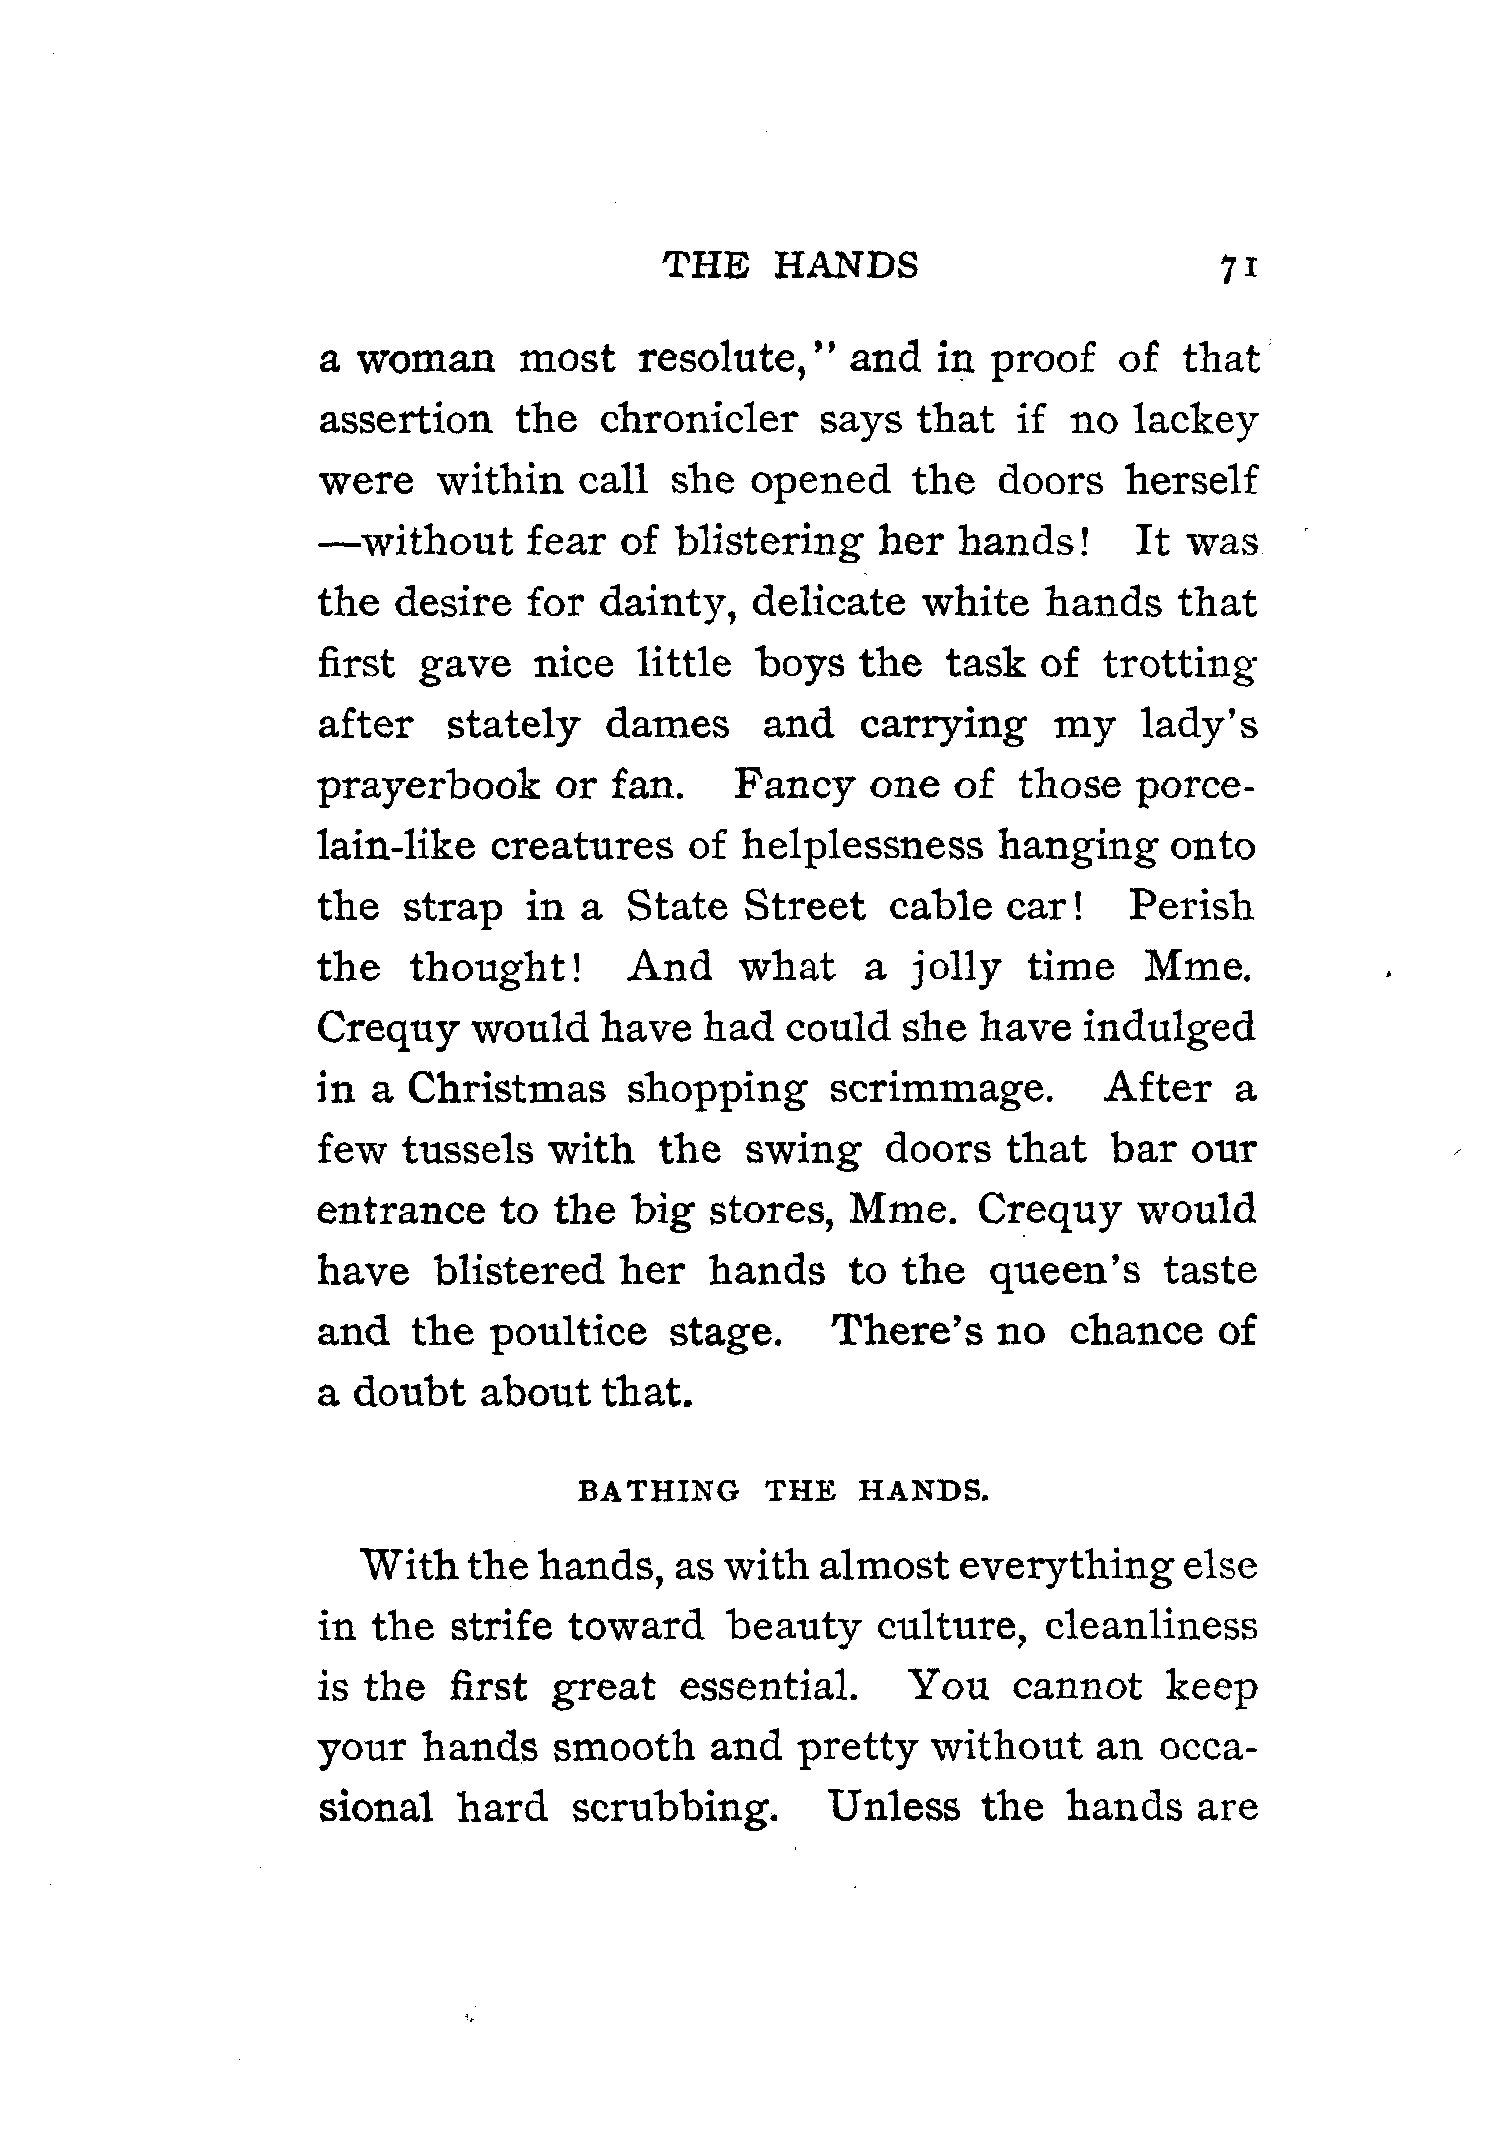 THE HANDS 71
a woman most resolute," and in proof of that
assertion the chronicler says that if no lackey
were within call she opened the doors herself
—without fear of blistering her hands! It was
the desire for dainty, delicate white hands that
first gave nice little boys the task of trotting
after stately dames and carrying my lady's
prayerbook or fan. Fancy one of those porce-
lain-like creatures of helplessness hanging onto
the strap in a State Street cable car! Perish
the thought! And what a jolly time Mme.
Crequy would have had could she have indulged
in a Christmas shopping scrimmage. After a
few tussels with the swing doors that bar our
entrance to the big stores, Mme. Crequy would
have blistered her hands to the queen's taste
and the poultice stage. There's no chance of
a doubt about that.
BATHING THE HANDS.
With the hands, as with almost everything else
in the strife toward beauty culture, cleanliness
is the first great essential. You cannot keep
your hands smooth and pretty without an occa-
sional hard scrubbing. Unless the hands are